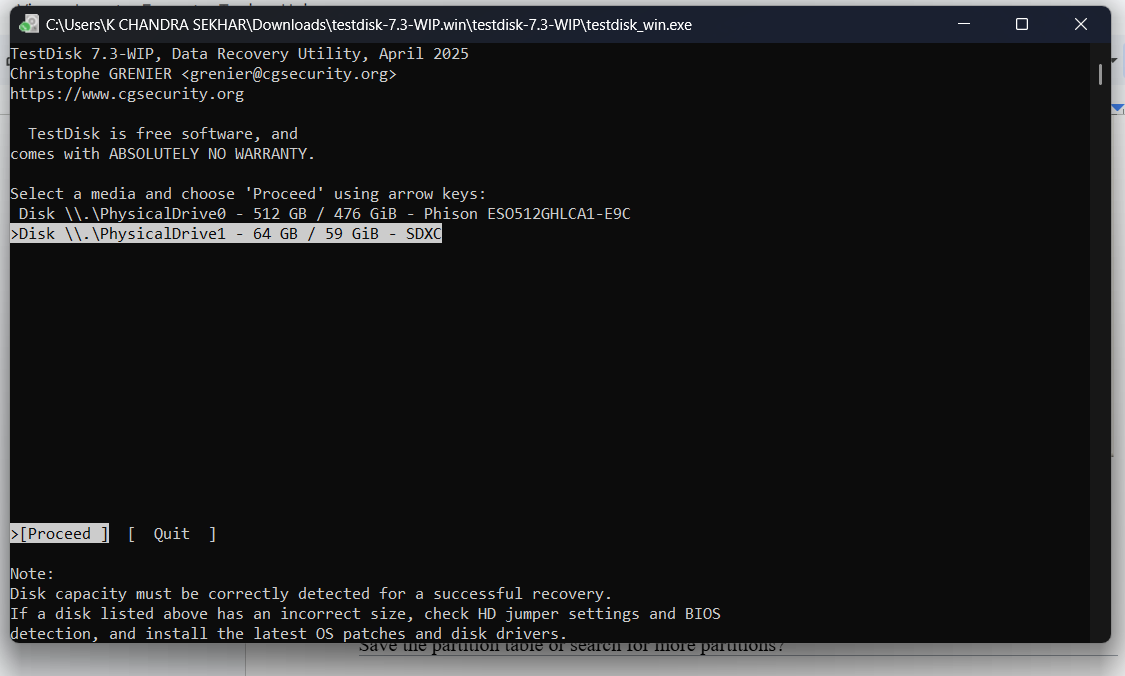 C:\Users\K CHANDRA SEKHAR\Downloads\testdisk-7.3-WIP.win\testdisk-7.3-WIP\testdisk_win.exe
TestDisk 7.3-WIP, Data Recovery Utility, April 2025
Christophe GRENIER <grenier@cgsecurity.org>
https://www.cgsecurity.org
TestDisk is free software, and
comes with ABSOLUTELY NO WARRANTY.
Select a media and choose 'Proceed' using arrow keys:
Disk \\.\PhysicalDrive0 - 512 GB / 476 GiB - Phison ESO512GHLCA1-E9C
>Disk \\.\PhysicalDrive1 - 64 GB / 59 GiB - SDXC
>[Proceed ]  [  Quit  ]
Note:
Disk capacity must be correctly detected for a successful recovery.
If a disk listed above has an incorrect size, check HD jumper settings and BIOS
detection, and install the latest OS patches and disk drivers.
Save the partition table or search for more partitions?